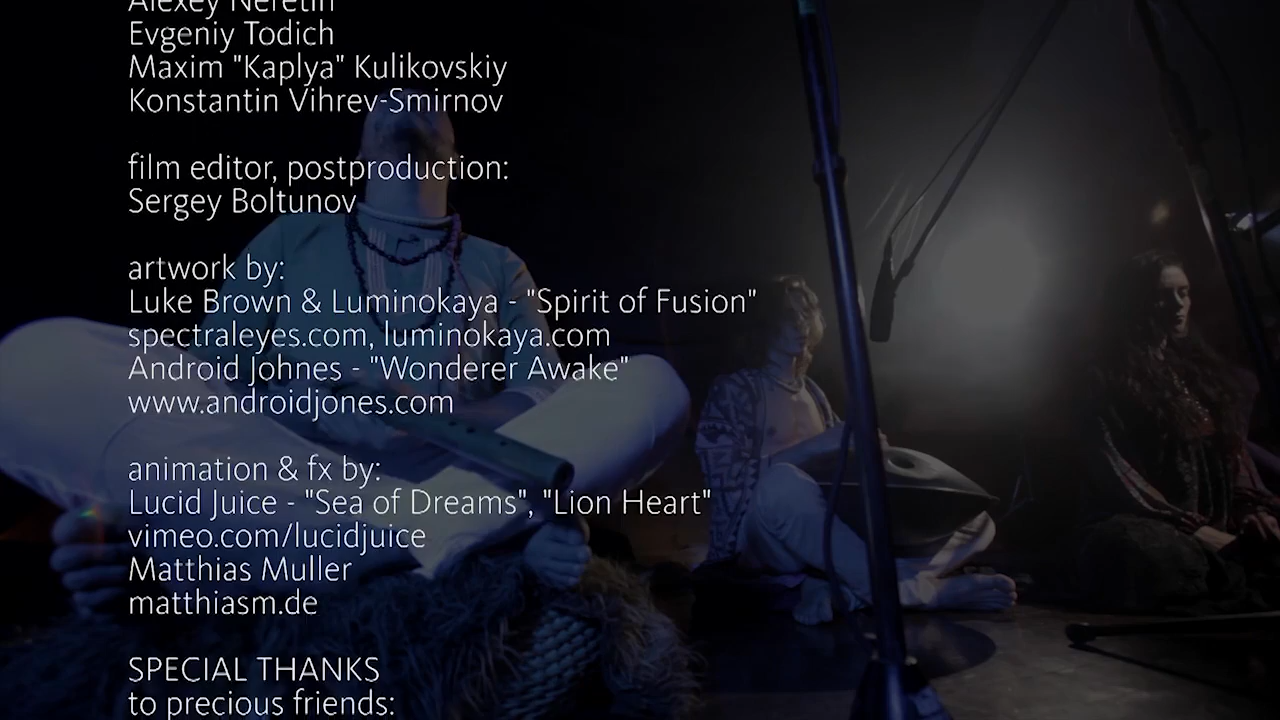 Alexey Neretin
Evgeniy Todich
Maxim "Kaplya" Kulikovskiy
Konstantin Vihrev-Smirnov
film editor, postproduction:
Sergey Boltunov
artwork by:
Luke Brown & Luminokaya - "Spirit of Fusion"
spectraleyes.com, luminokaya.com
Android Johnes - "Wonderer Awake"
www.androidjones.com
animation & fx by:
Lucid Juice - "Sea of Dreams", "Lion Heart"
vimeo.com/lucidjuice
Matthias Muller
matthiasm.de
SPECIAL THANKS
to precious friends: